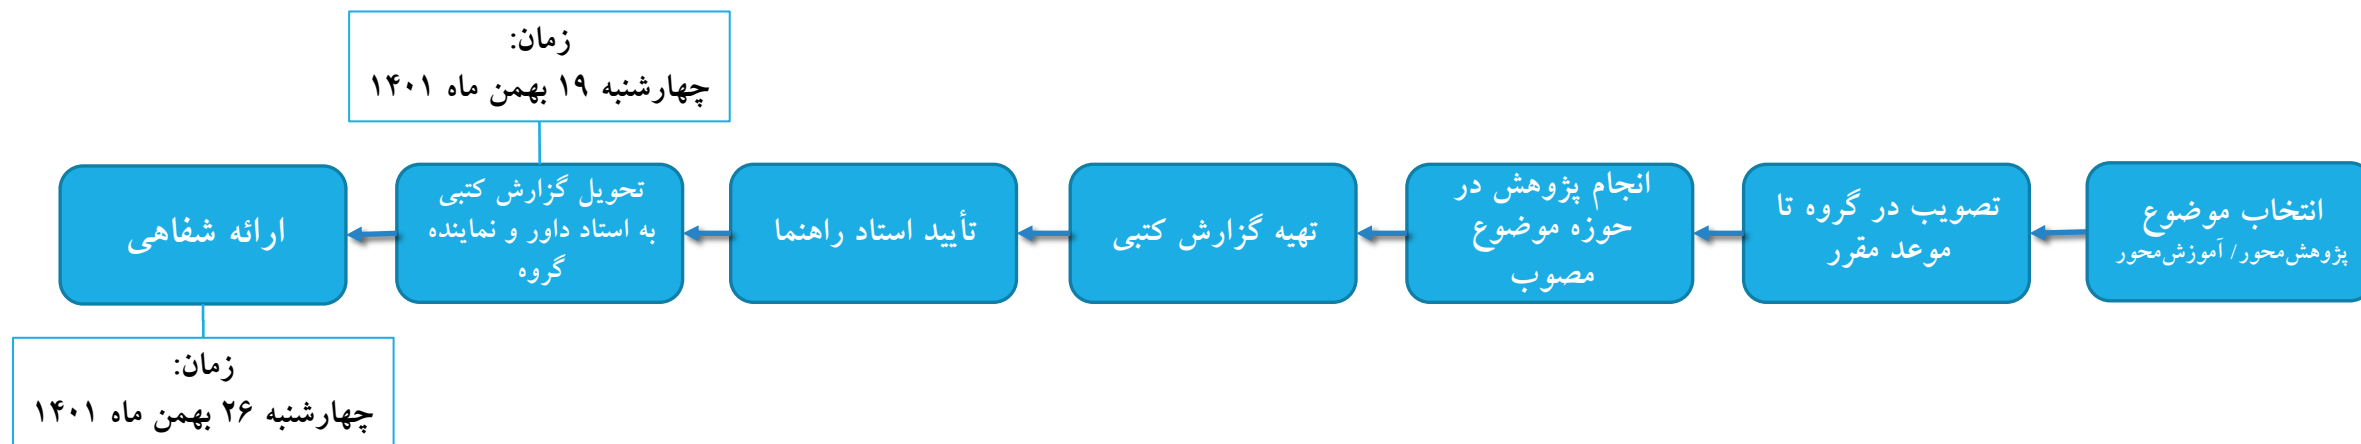 زمان:
چهارشنبه ۱۹ بهمن ماه ۱۴۰۱
انتخاب موضوع
پژوهش‌محور/ آموزش‌محور
تصویب در گروه تا
موعد مقرر
انجام پژوهش در
حوزه موضوع
مصوب
تهیه گزارش کتبی
تأیید استاد راهنما
تحویل گزارش کتبی
به استاد داور و نماینده
گروه
ارائه شفاهی
زمان:
چهارشنبه ۲۶ بهمن ماه ۱۴۰۱